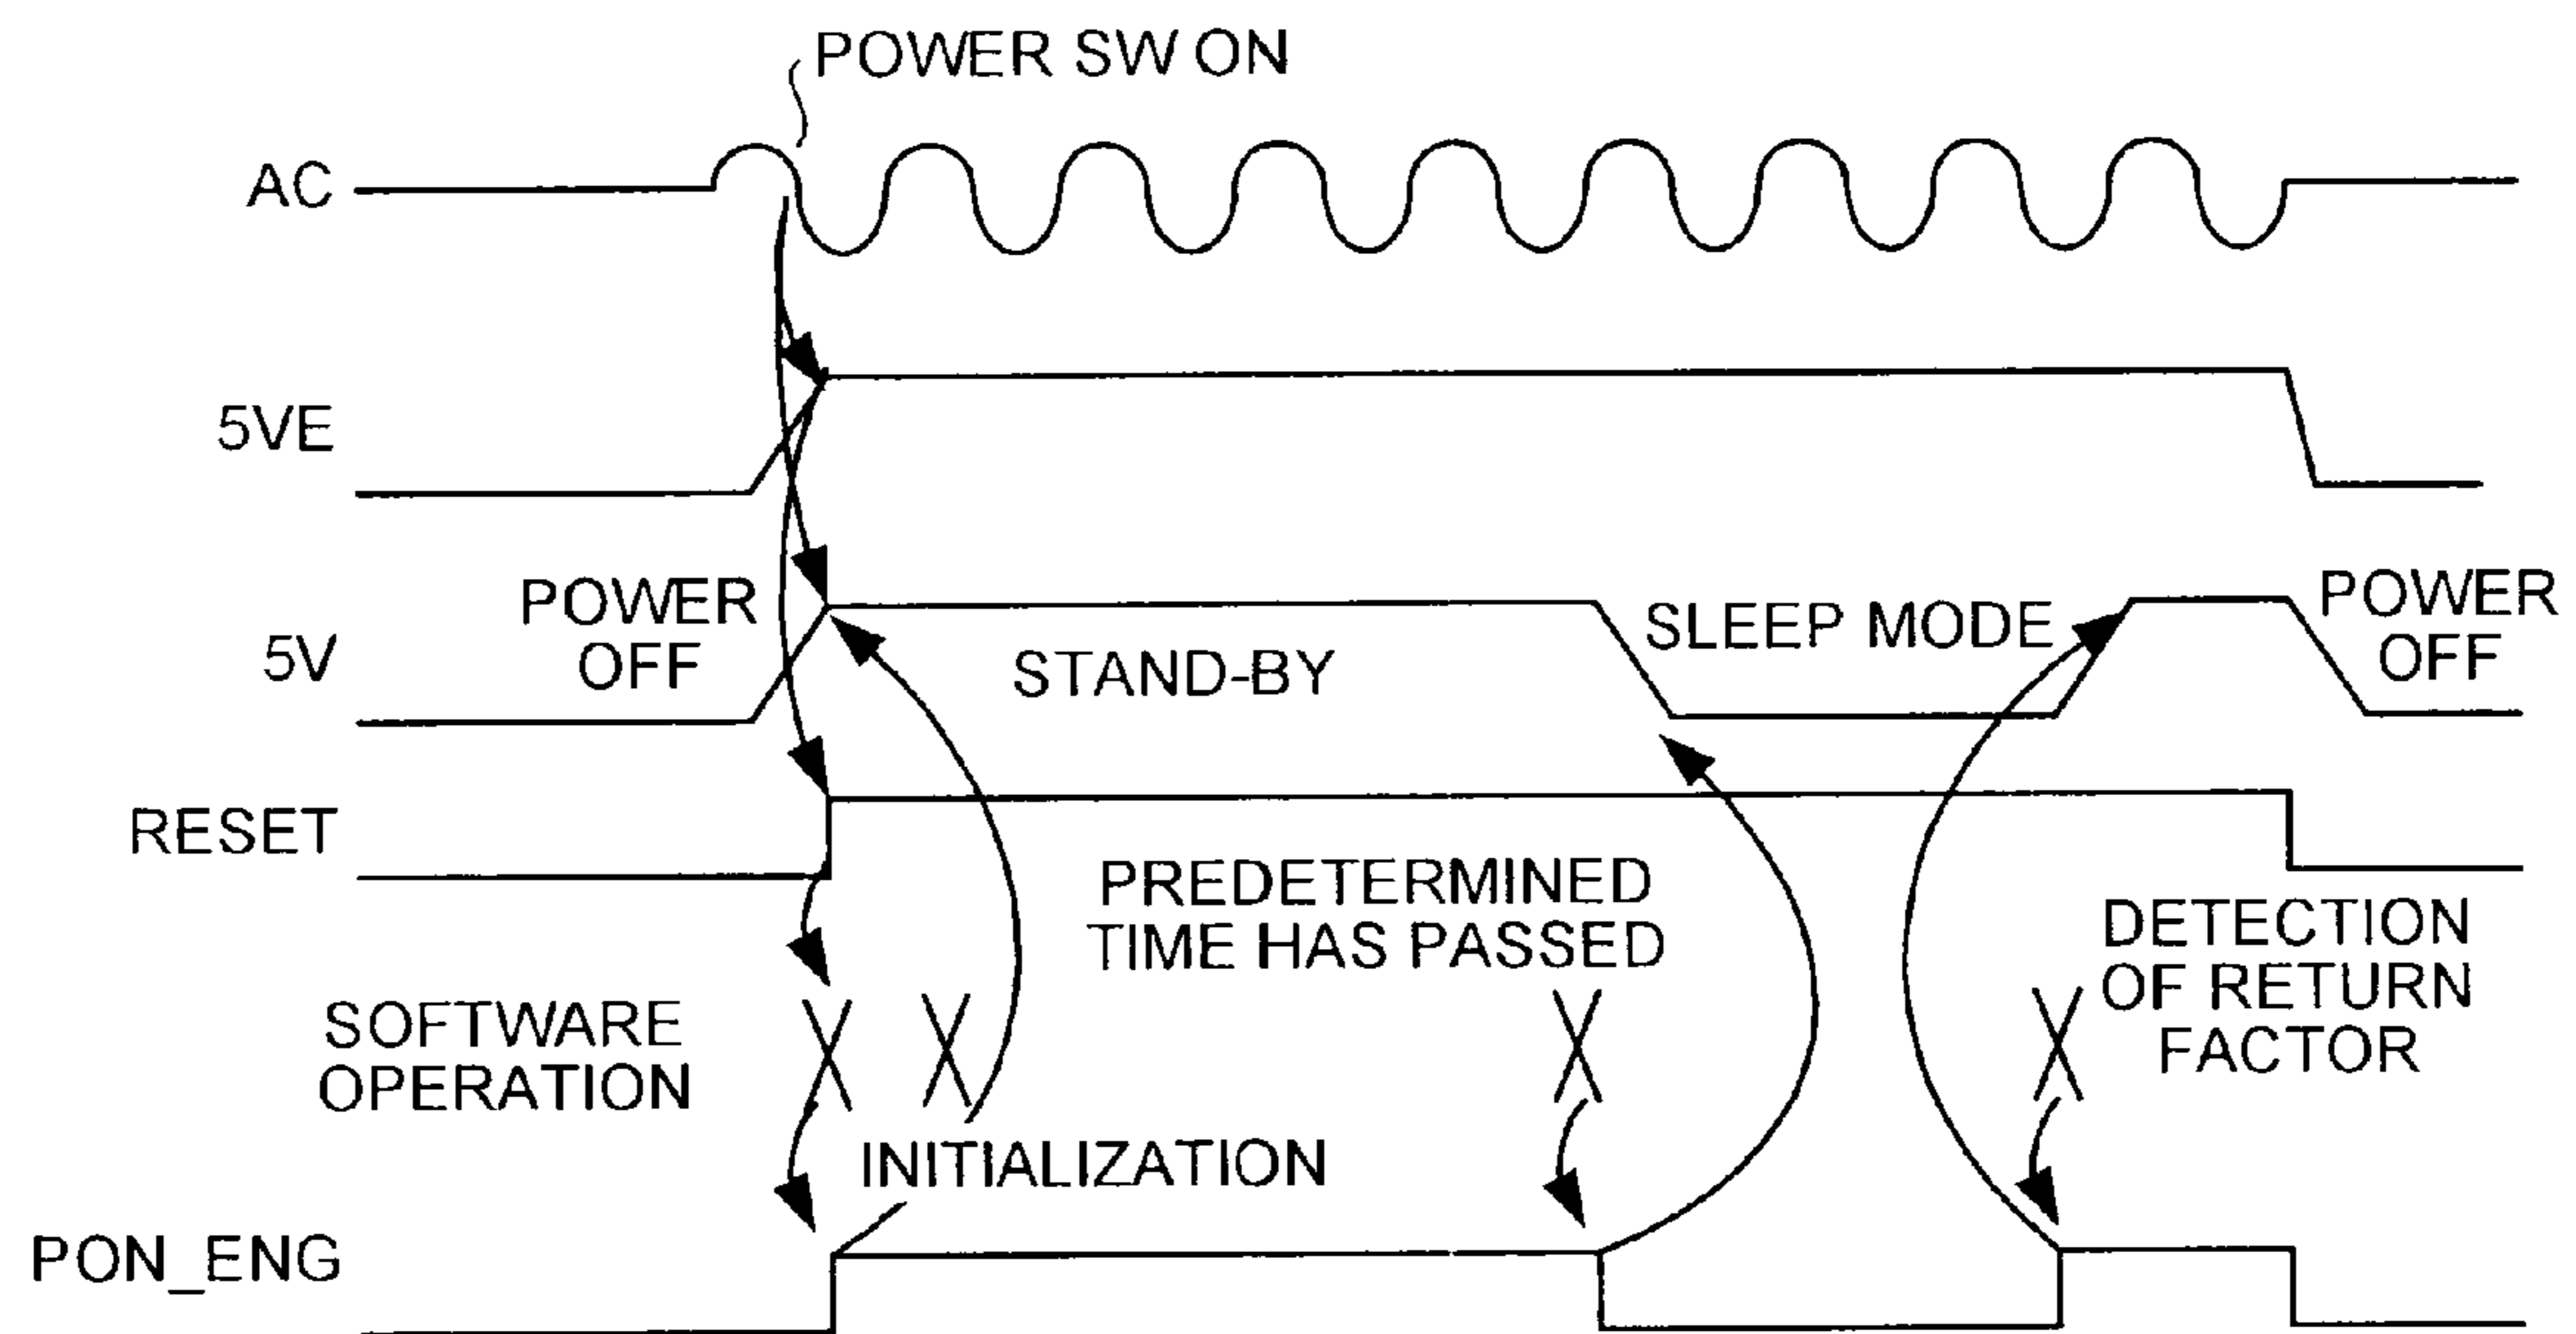 POWER SW ON
AC
5VE
5V
POWER
OFF
STAND-BY
SLEEP MODE
POWER
OFF
RESET
PREDETERMINED
TIME HAS PASSED
DETECTION
OF RETURN
FACTOR
SOFTWARE
OPERATION
INITIALIZATION
PON_ENG